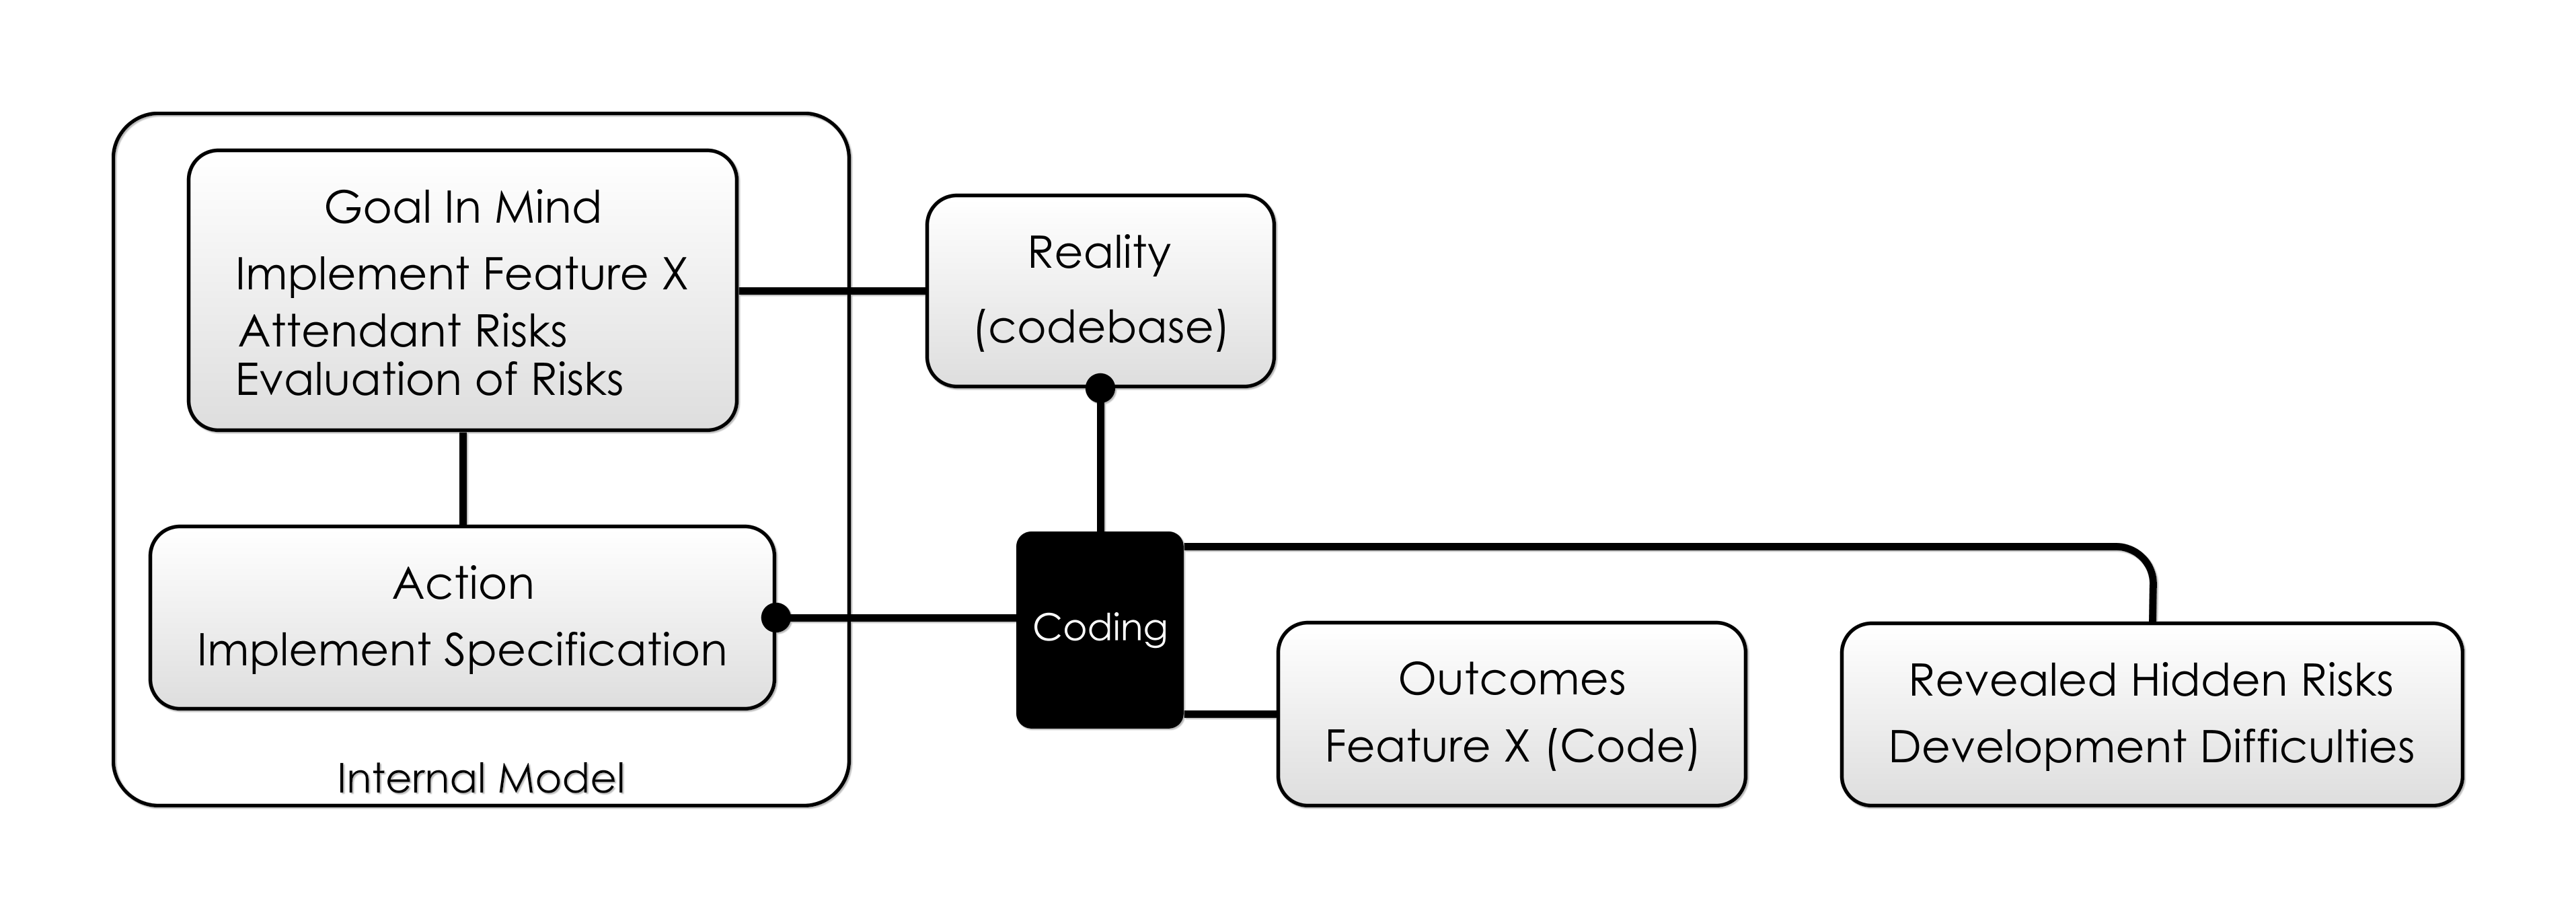 Goal In Mind
Implement Feature X
Attendant Risks
Evaluation of Risks
Reality
(codebase)
Action
Implement Specification
Internal Model
Coding
Outcomes
Feature X (Code)
Revealed Hidden Risks
Development Difficulties